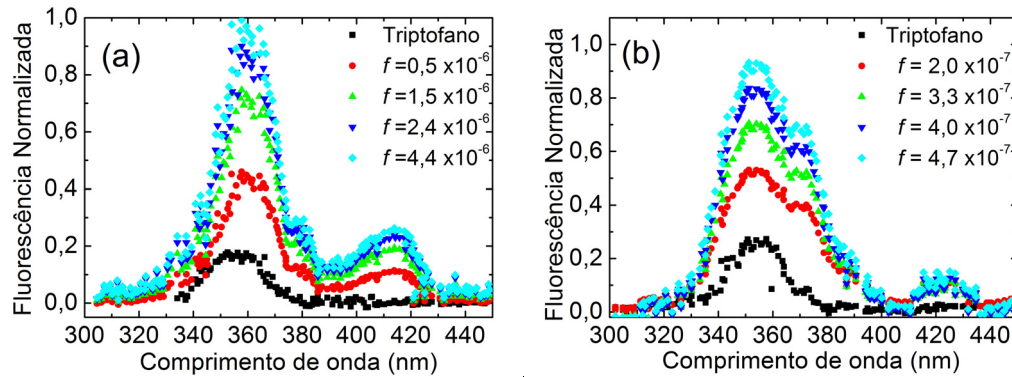 (a)
Triptofano
f =0,5 x10-6
f =1,5 x10-6
f =2,4 x10-6
f =4,4 x10-6
Fluorescência Normalizada
1,0
0,8
0,6
0,4
0,2
0,0
300 320 340 360 380 400 420 440
Comprimento de onda (nm)
(b)
Triptofano
f = 2,0 x10-7
f = 3,3 x10-7
f = 4,0 x10-7
f = 4,7 x10-7
Fluorescência Normalizada
1,0
0,8
0,6
0,4
0,2
0,0
300 320 340 360 380 400 420 440
Comprimento de onda (nm)